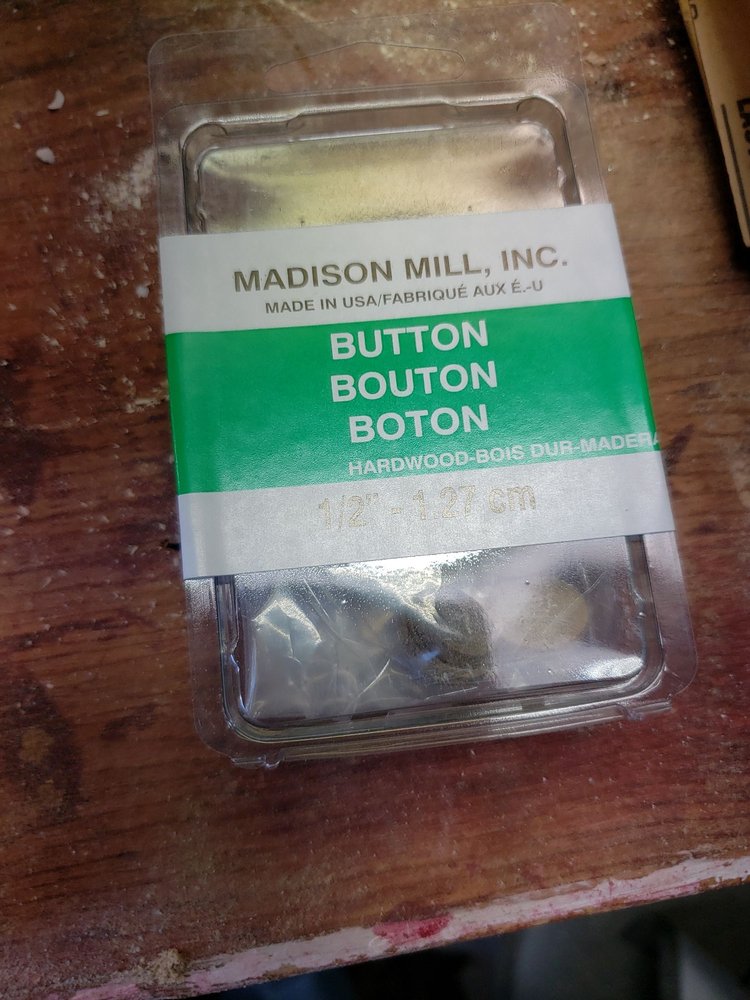 MADISON MILL, INC.
MADE IN USA/FABRIQUÉ AUX É.-U
BUTTON
BOUTON
BOTON
HARDWOOD-BOIS DUR-MADERA
1/2" - 1.27 cm